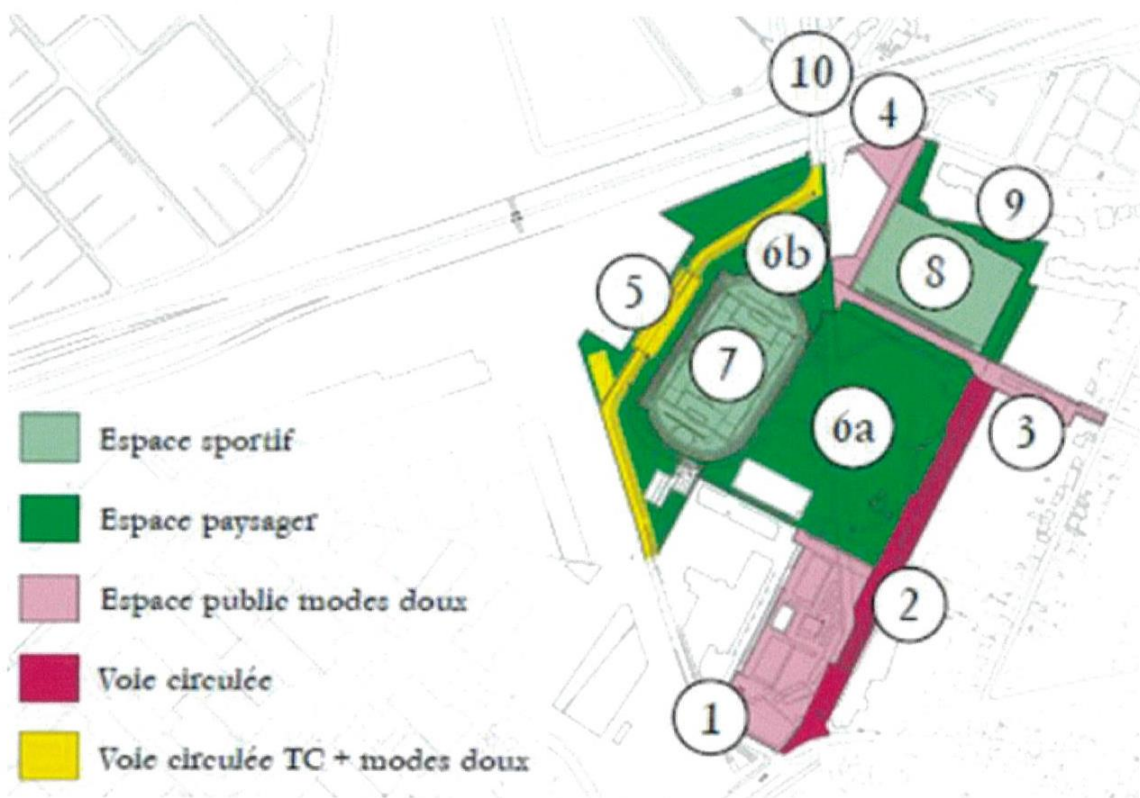 10
4
9
6b
8
5
7
6a
3
Espace sportif
Espace paysager
Espace public modes doux
2
Voie circulée
1
Voie circulée TC + modes doux